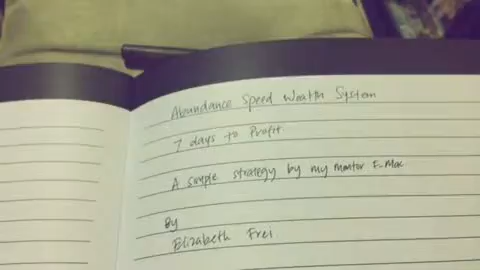 Abundance Speed Wealth System
7 days to Profit
A simple strategy by my mentor E-Mac
By
Elizabeth Frei